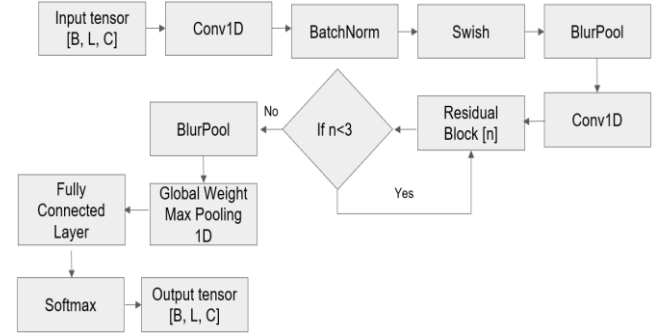 Input tensor
[B, L, C]
Conv1D
BatchNorm
Swish
BlurPool
Conv1D
Residual
Block [n]
If n<3
No
Yes
BlurPool
Global Weight
Max Pooling
1D
Fully
Connected
Layer
Softmax
Output tensor
[B, L, C]